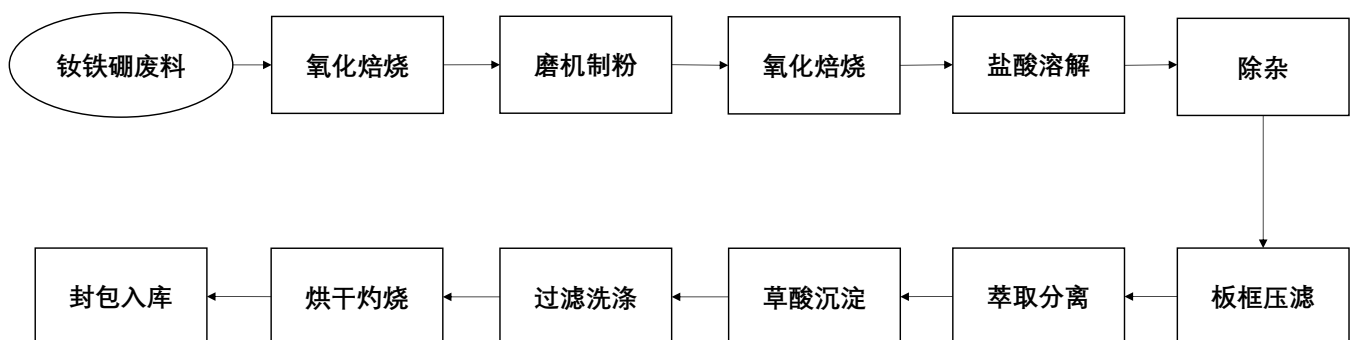 钕铁硼废料
氧化焙烧
磨机制粉
氧化焙烧
盐酸溶解
除杂
板框压滤
萃取分离
草酸沉淀
过滤洗涤
烘干灼烧
封包入库